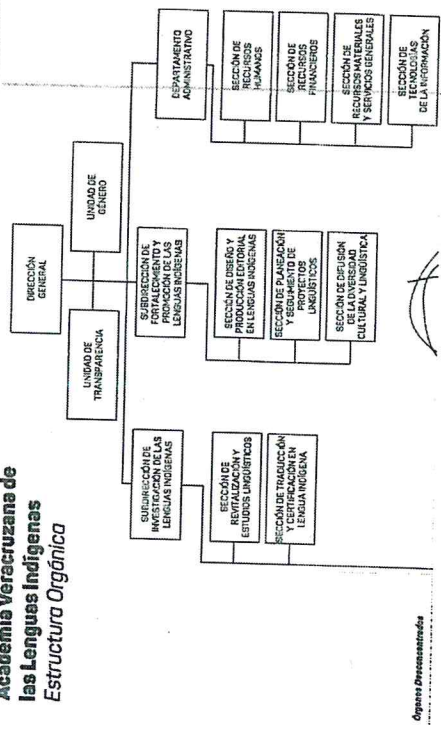 Academia Veracruzana de
las Lenguas Indígenas
Estructura Orgánica
DIRECCIÓN
GENERAL
UNIDAD DE
TRANSPARENCIA
UNIDAD DE
GÉNERO
SUBDIRECCIÓN DE
INVESTIGACIÓN DE LAS
LENGUAS INDÍGENAS
SECCIÓN DE
REVITALIZACIÓN Y
ESTUDIOS LINGÜÍSTICOS
SECCIÓN DE TRADUCCIÓN
Y CERTIFICACIÓN EN
LENGUA INDÍGENA
SUBDIRECCIÓN DE
FORTALECIMIENTO Y
PROMOCIÓN DE LAS
LENGUAS INDÍGENAS
SECCIÓN DE DISEÑO Y
PRODUCCIÓN EDITORIAL
EN LENGUAS INDÍGENAS
SECCIÓN DE PLANEACIÓN
Y SEGUIMIENTO DE
PROYECTOS
LINGÜÍSTICOS
SECCIÓN DE DIFUSIÓN
DE LA DIVERSIDAD
CULTURAL Y LINGÜÍSTICA
DEPARTAMENTO
ADMINISTRATIVO
SECCIÓN DE
RECURSOS
HUMANOS
SECCIÓN DE
RECURSOS
FINANCIEROS
SECCIÓN DE
RECURSOS MATERIALES
Y SERVICIOS GENERALES
SECCIÓN DE
TECNOLOGÍAS
DE LA INFORMACIÓN
Órganos Desconcentrados